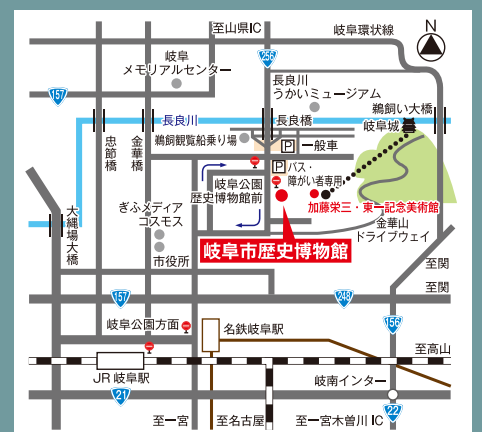 至山県IC
岐阜環状線
N
岐阜
メモリアルセンター
256
長良川
うかいミュージアム
157
長良川
長良橋
鵜飼い大橋
岐阜城
忠節橋
金華橋
鵜飼観覧船乗り場
P
一般車
P
バス・
障がい者専用
岐阜公園
歴史博物館前
加藤栄三・東一記念美術館
金華山
ドライブウェイ
大縄場大橋
ぎふメディア
コスモス
市役所
岐阜市歴史博物館
至関
至関
157
248
156
岐阜公園方面
名鉄岐阜駅
至高山
JR 岐阜駅
岐南インター
21
22
至一宮
至名古屋
至一宮木曽川 IC